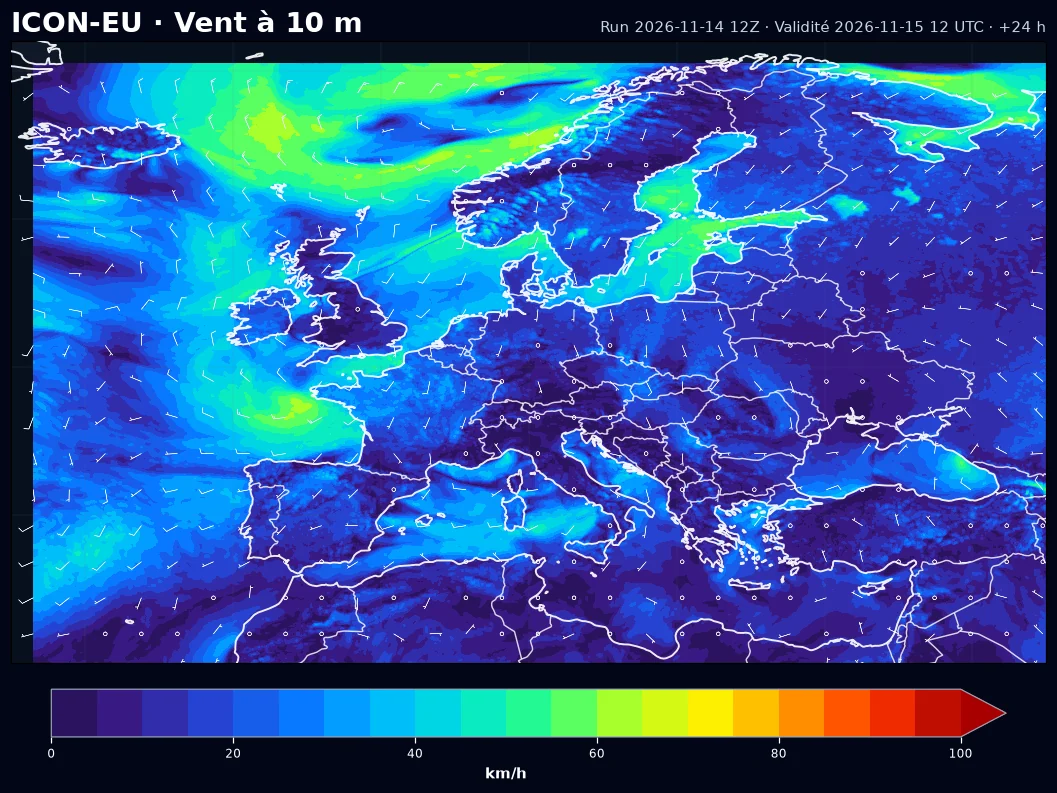 ICON-EU · Vent à 10 m
Run 2026-11-14 12Z · Validité 2026-11-15 12 UTC · +24 h
0 20 40 60 80 100
km/h